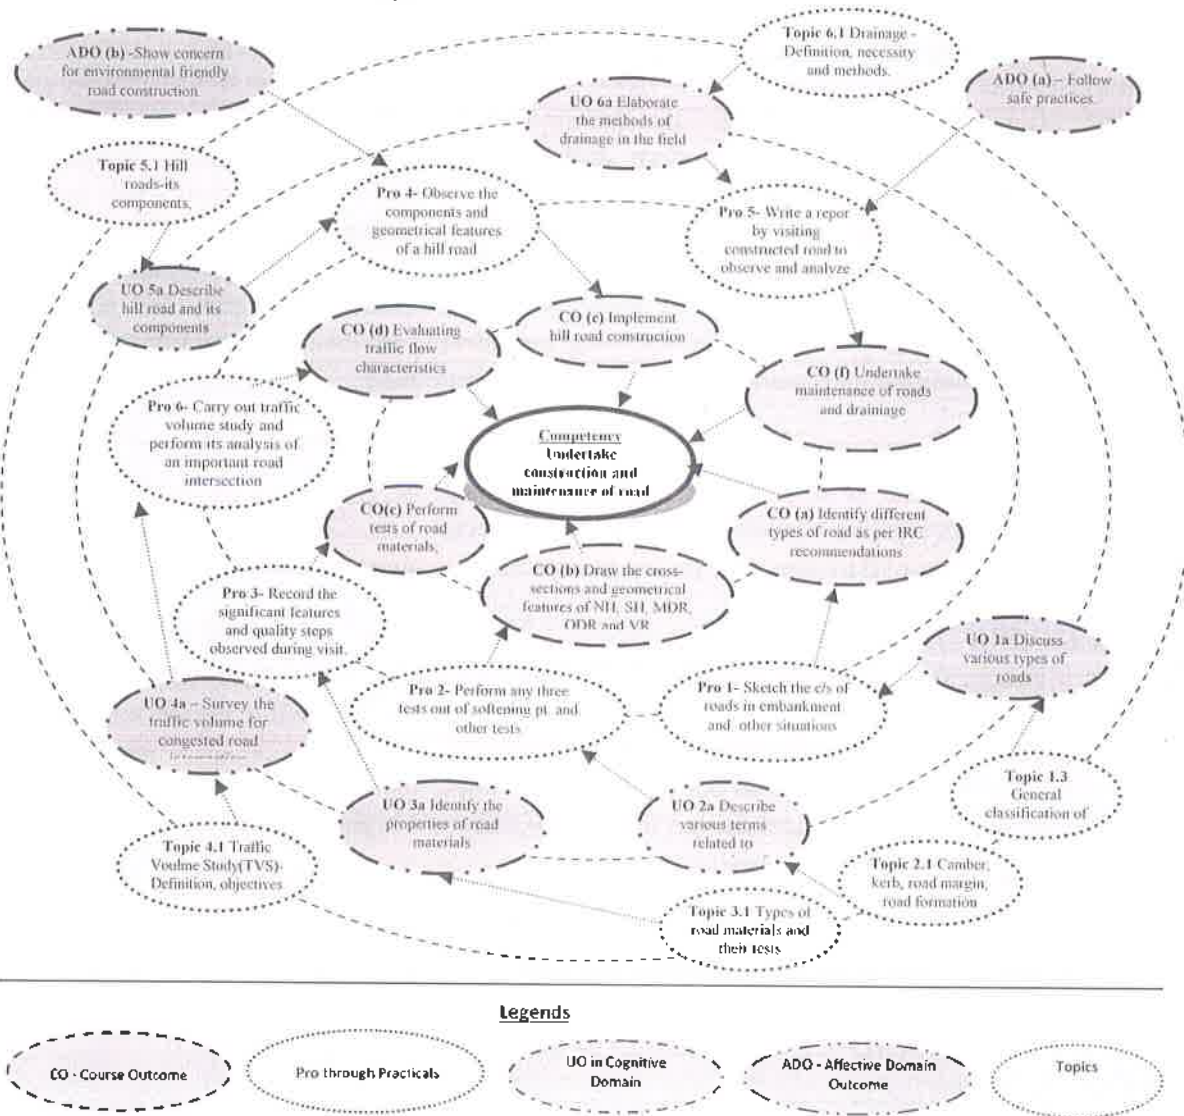 ADO (b) -Show concern
for environmental friendly
road construction.
Topic 6.1 Drainage -
Definition, necessity
and methods.
ADO (a) – Follow
safe practices.
UO 6a Elaborate
the methods of
drainage in the field
Topic 5.1 Hill
roads-its
components,
Pro 4- Observe the
components and
geometrical features
of a hill road
Pro 5- Write a repor
by visiting
constructed road to
observe and analyze
UO 5a Describe
hill road and its
components
CO (d) Evaluating
traffic flow
characteristics
CO (e) Implement
hill road construction
CO (f) Undertake
maintenance of roads
and drainiage
Pro 6- Carry out traffic
volume study and
perform its analysis of
an important road
intersection
Competency
Undertake
construction and
maintenance of road
CO(c) Perform
tests of road
materials,
CO (a) Identify different
types of road as per IRC
recommendations
CO (b) Draw the cross-
sections and geometrical
features of NH, SH, MDR,
ODR and VR
Pro 3- Record the
significant features
and quality steps
observed during visit.
UO 1a Discuss
various types of
roads
Pro 2- Perform any three
tests out of softening pt. and
other tests
Pro 1- Sketch the c/s of
roads in embankment
and other situations
UO 4a – Survey the
traffic volume for
congested road
Topic 1.3
General
classification of
UO 3a Identify the
properties of road
materials
UO 2a Describe
various terms
related to
Topic 4.1 Traffic
Voulme Study(TVS)-
Definition, objectives
Topic 2.1 Camber,
kerb, road margin,
road formation
Topic 3.1 Types of
road materials and
their tests
Legends
CO - Course Outcome
Pro through Practicals
UO in Cognitive
Domain
ADO - Affective Domain
Outcome
Topics